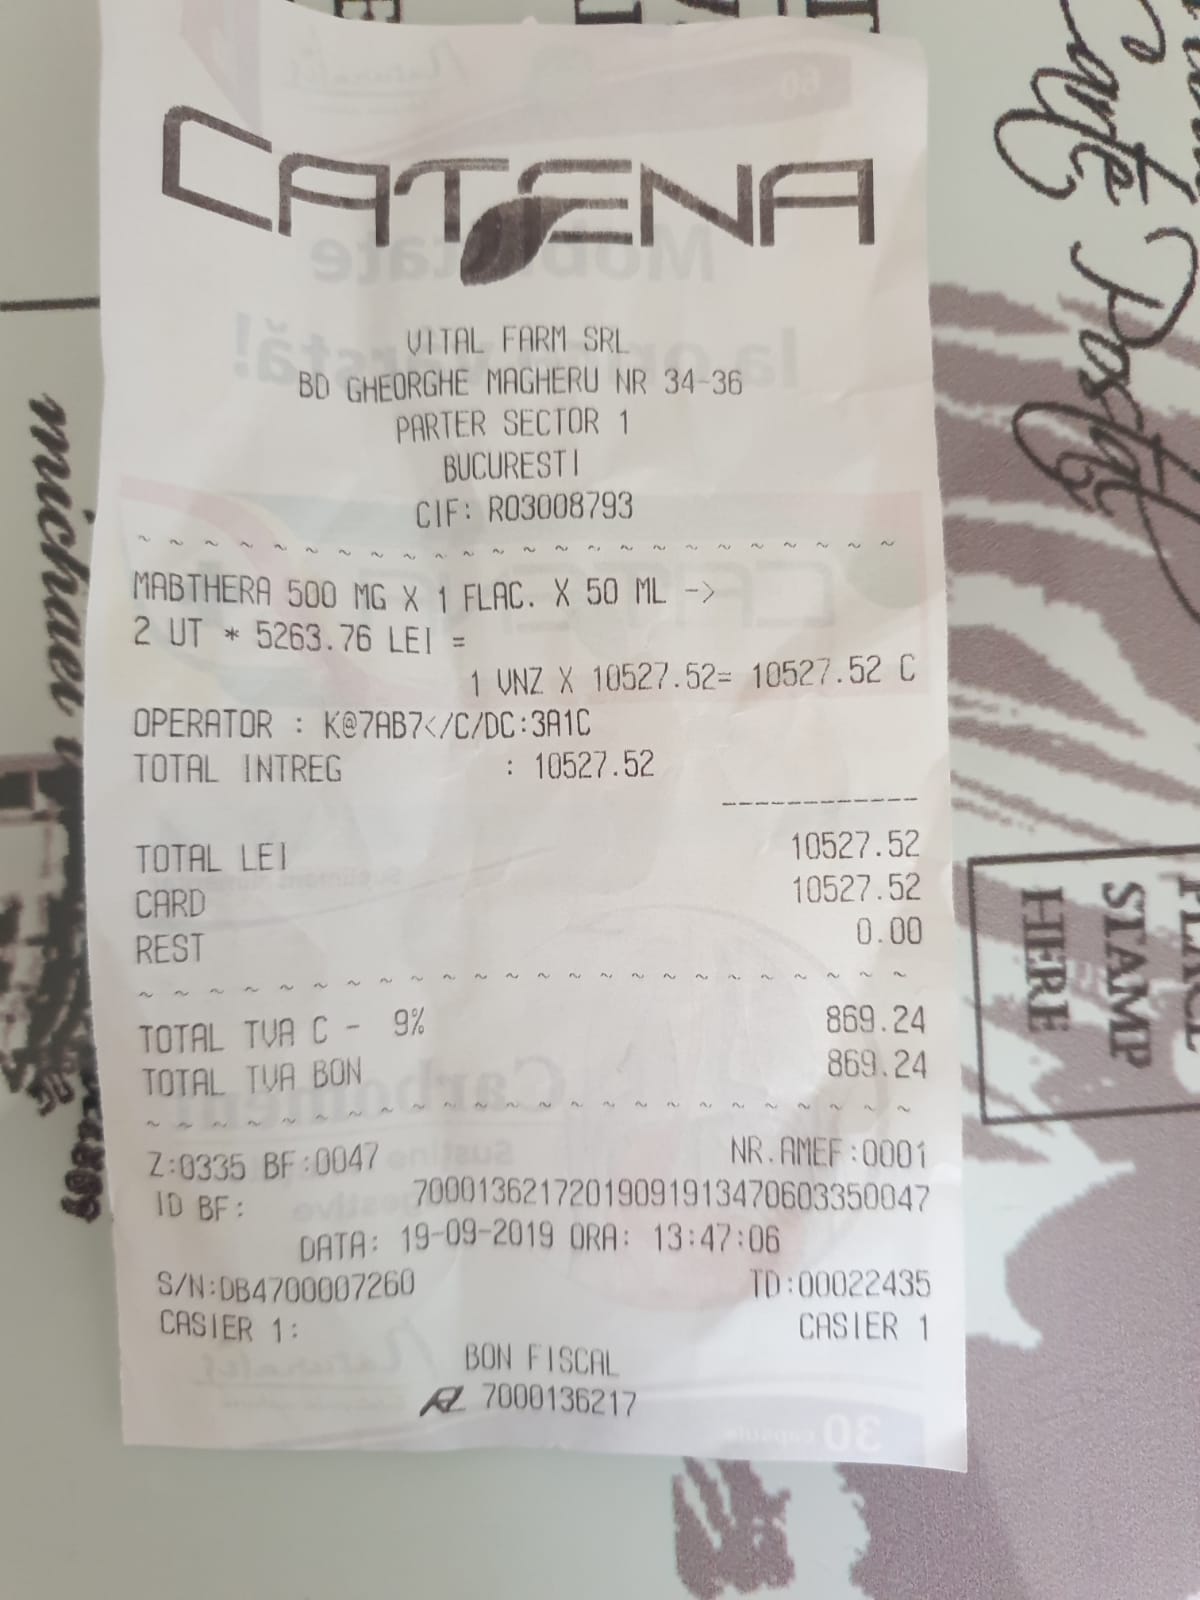 CATENA
VITAL FARM SRL
BD GHEORGHE MAGHERU NR 34-36
PARTER SECTOR 1
BUCURESTI
CIF: RO3008793
~ ~ ~ ~ ~ ~ ~ ~ ~ ~ ~ ~ ~ ~ ~ ~ ~ ~ ~ ~ ~ ~ ~ ~
MABTHERA 500 MG X 1 FLAC. X 50 ML ->
2 UT * 5263.76 LEI =
1 VNZ X 10527.52= 10527.52 C
OPERATOR : K@7AB7</C/DC:3A1C
TOTAL INTREG : 10527.52
------------
TOTAL LEI 10527.52
CARD 10527.52
REST 0.00
~ ~ ~ ~ ~ ~ ~ ~ ~ ~ ~ ~ ~ ~ ~ ~ ~ ~ ~ ~ ~ ~ ~ ~
TOTAL TVA C - 9% 869.24
TOTAL TVA BON 869.24
~ ~ ~ ~ ~ ~ ~ ~ ~ ~ ~ ~ ~ ~ ~ ~ ~ ~ ~ ~ ~ ~ ~ ~
Z:0335 BF:0047 NR.AMEF:0001
ID BF: 70001362172019091913470603350047
DATA: 19-09-2019 ORA: 13:47:06
S/N:DB4700007260 TD:00022435
CASIER 1: CASIER 1
BON FISCAL
7000136217
Carte Postale
PLACE
STAMP
HERE
michael